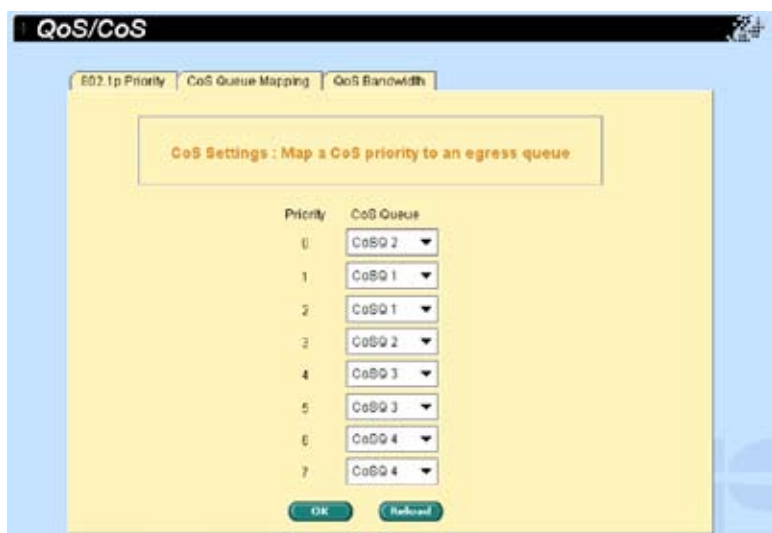 QoS/CoS
802.1p Priority CoS Queue Mapping QoS Bandwidth
CoS Settings : Map a CoS priority to an egress queue
Priority CoS Queue
0 CoSQ 2
1 CoSQ 1
2 CoSQ 1
3 CoSQ 2
4 CoSQ 3
5 CoSQ 3
6 CoSQ 4
7 CoSQ 4
OK Reload